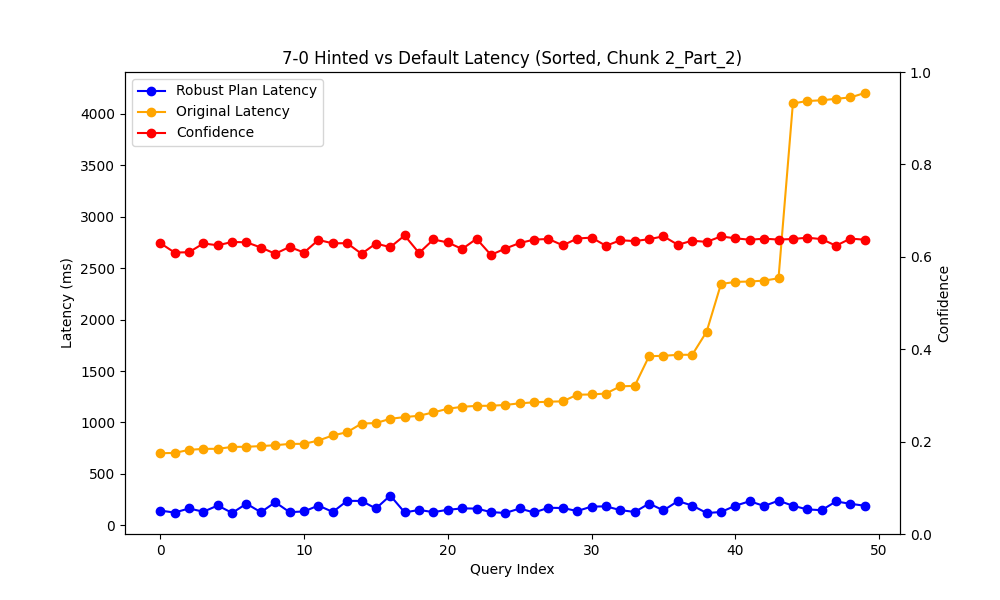 7-0 Hinted vs Default Latency (Sorted, Chunk 2_Part_2)
Robust Plan Latency
Original Latency
Confidence
4000
3500
3000
2500
2000
1500
1000
500
0
Latency (ms)
1.0
0.8
0.6
0.4
0.2
0.0
Confidence
0 10 20 30 40 50
Query Index